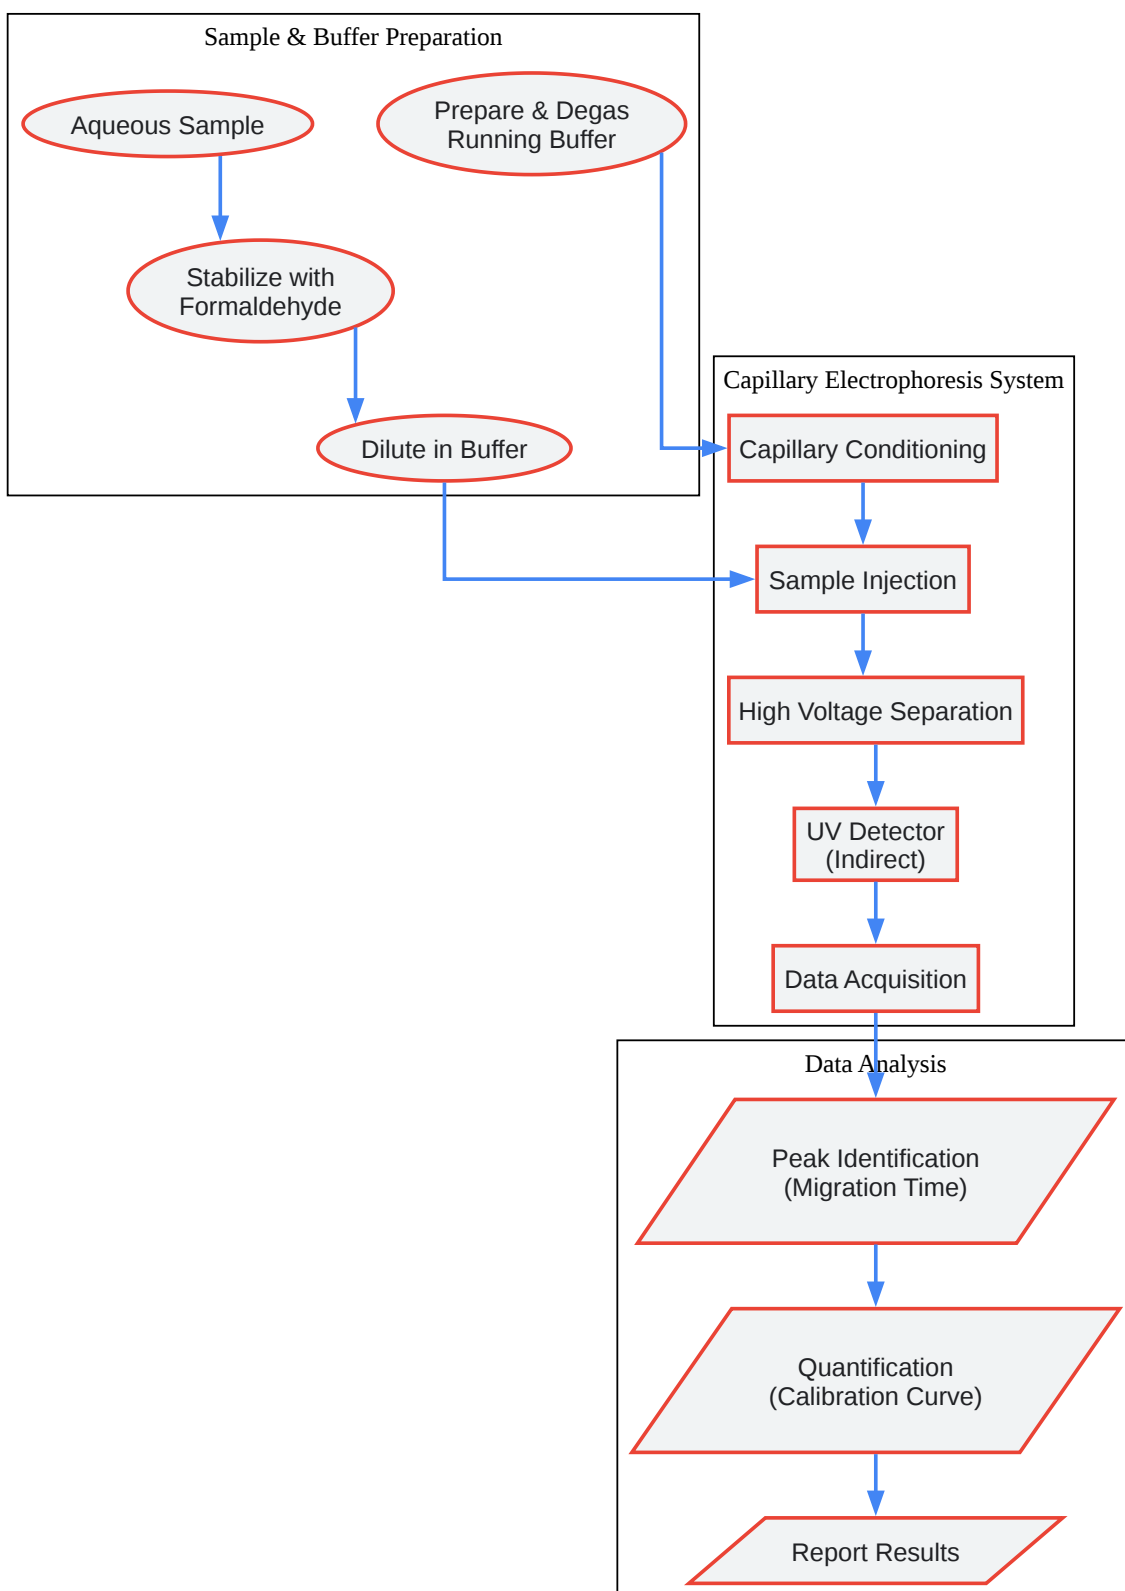 Sample & Buffer Preparation
Aqueous Sample
Prepare & Degas
Running Buffer
Stabilize with
Formaldehyde
Dilute in Buffer
Capillary Electrophoresis System
Capillary Conditioning
Sample Injection
High Voltage Separation
UV Detector
(Indirect)
Data Acquisition
Data Analysis
Peak Identification
(Migration Time)
Quantification
(Calibration Curve)
Report Results